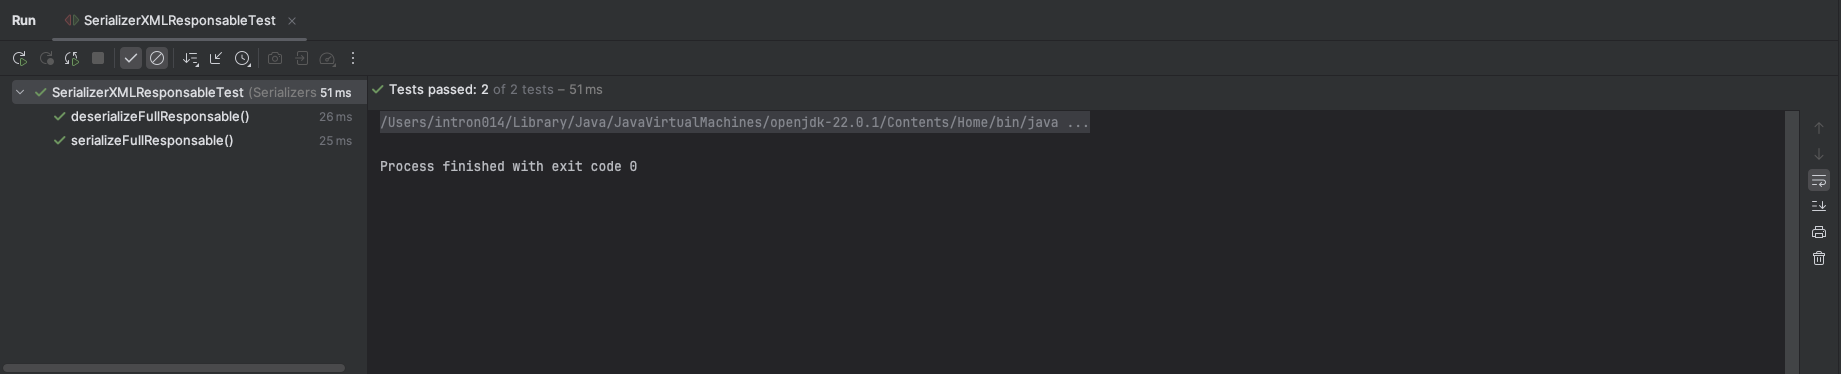 Run SerializerXMLResponsableTest
SerializerXMLResponsableTest (Serializers 51 ms
deserializeFullResponsable() 26 ms
serializeFullResponsable() 25 ms
Tests passed: 2 of 2 tests – 51 ms
/Users/intron014/Library/Java/JavaVirtualMachines/openjdk-22.0.1/Contents/Home/bin/java ...
Process finished with exit code 0